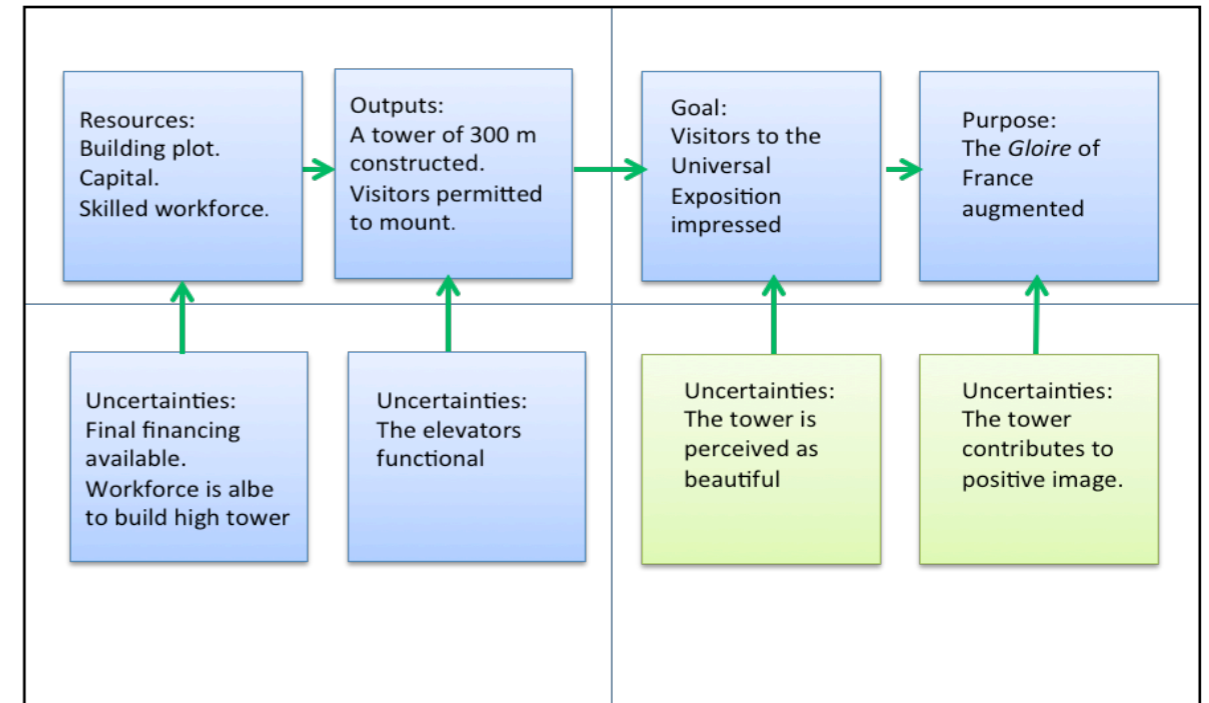 Resources:
Building plot.
Capital.
Skilled workforce.
Outputs:
A tower of 300 m
constructed.
Visitors permitted
to mount.
Goal:
Visitors to the
Universal
Exposition
impressed
Purpose:
The Gloire of
France
augmented
Uncertainties:
Final financing
available.
Workforce is albe
to build high tower
Uncertainties:
The elevators
functional
Uncertainties:
The tower is
perceived as
beautiful
Uncertainties:
The tower
contributes to
positive image.